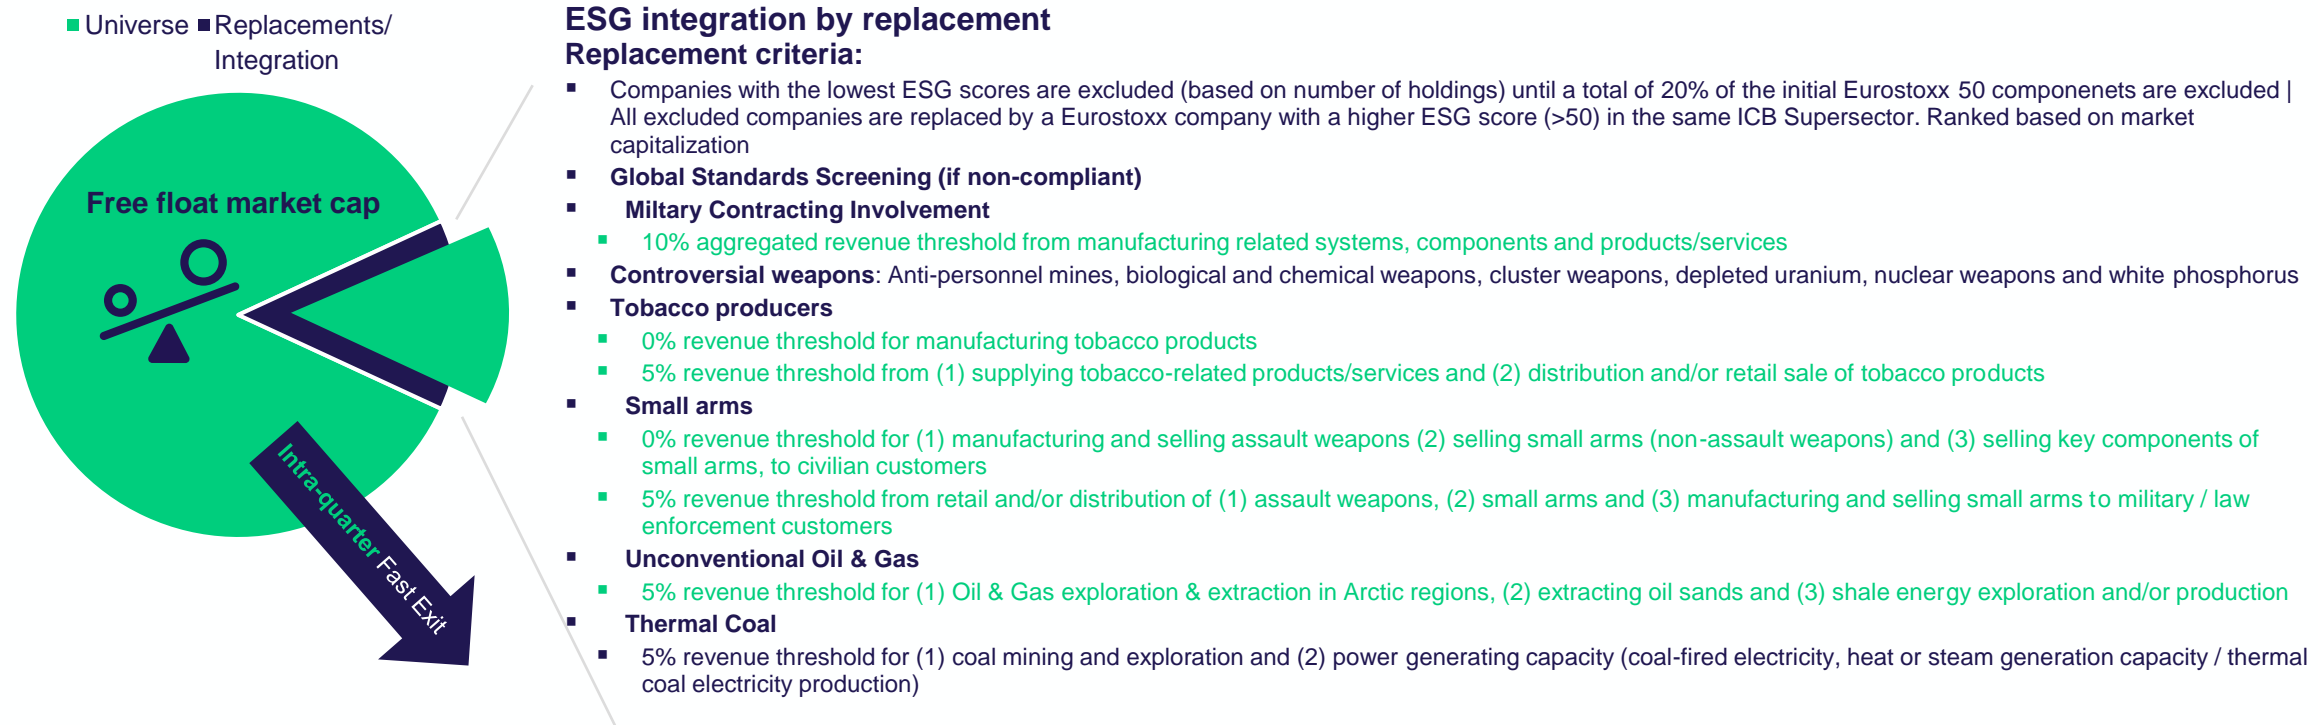 Universe Replacements/
Integration
Free float market cap
Intra-quarter Fast Exit
ESG integration by replacement
Replacement criteria:
Companies with the lowest ESG scores are excluded (based on number of holdings) until a total of 20% of the initial Eurostoxx 50 componenets are excluded |
All excluded companies are replaced by a Eurostoxx company with a higher ESG score (>50) in the same ICB Supersector. Ranked based on market
capitalization
Global Standards Screening (if non-compliant)
Miltary Contracting Involvement
10% aggregated revenue threshold from manufacturing related systems, components and products/services
Controversial weapons: Anti-personnel mines, biological and chemical weapons, cluster weapons, depleted uranium, nuclear weapons and white phosphorus
Tobacco producers
0% revenue threshold for manufacturing tobacco products
5% revenue threshold from (1) supplying tobacco-related products/services and (2) distribution and/or retail sale of tobacco products
Small arms
0% revenue threshold for (1) manufacturing and selling assault weapons (2) selling small arms (non-assault weapons) and (3) selling key components of
small arms, to civilian customers
5% revenue threshold from retail and/or distribution of (1) assault weapons, (2) small arms and (3) manufacturing and selling small arms to military / law
enforcement customers
Unconventional Oil & Gas
5% revenue threshold for (1) Oil & Gas exploration & extraction in Arctic regions, (2) extracting oil sands and (3) shale energy exploration and/or production
Thermal Coal
5% revenue threshold for (1) coal mining and exploration and (2) power generating capacity (coal-fired electricity, heat or steam generation capacity / thermal
coal electricity production)